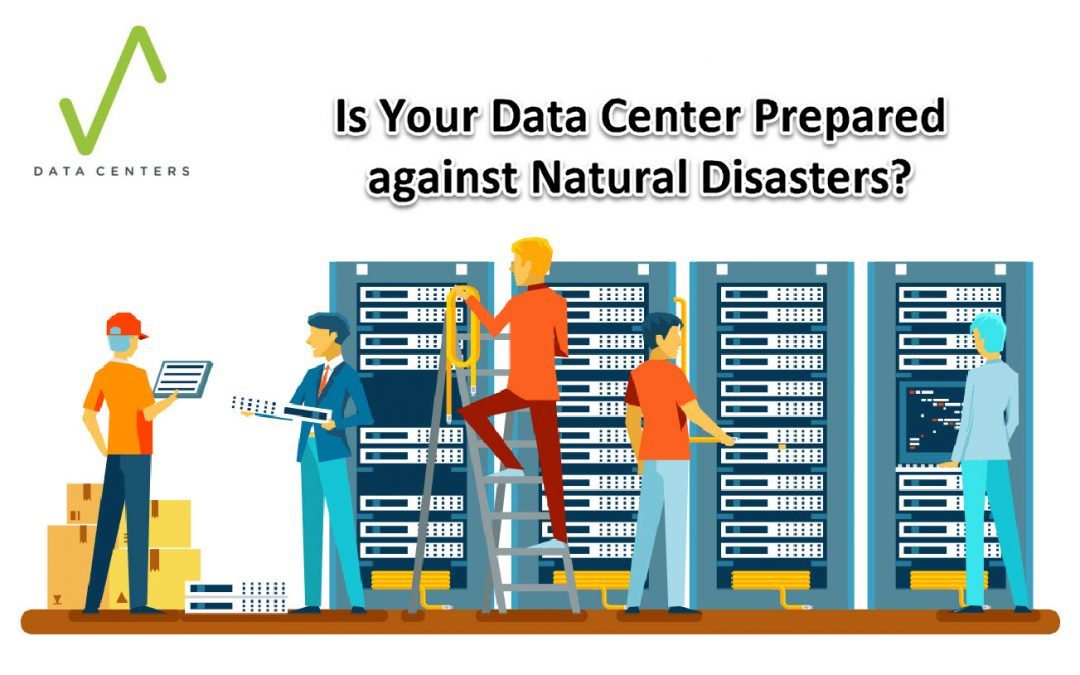 DATA CENTERS
Is Your Data Center Prepared
against Natural Disasters?